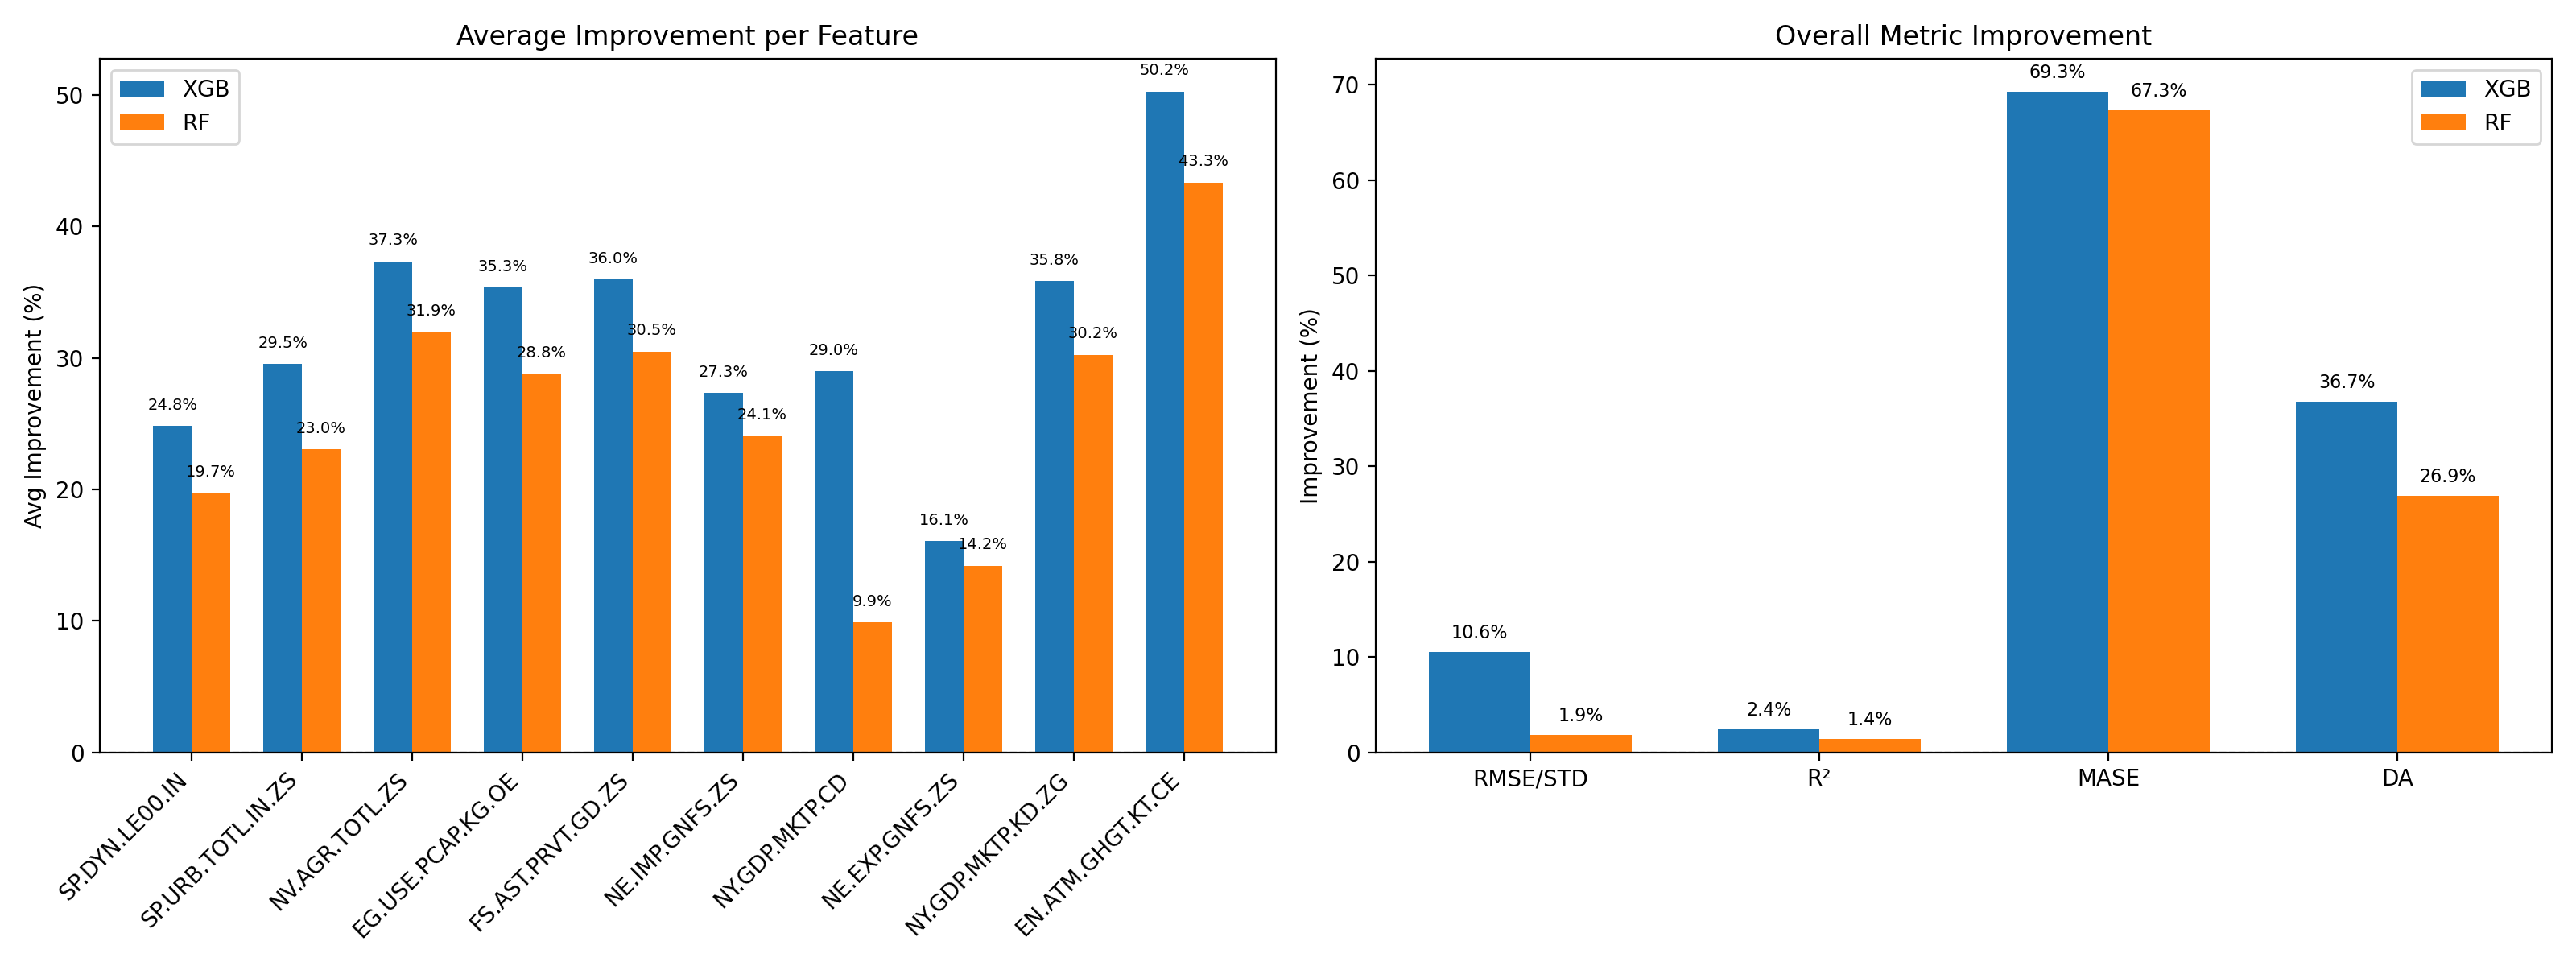 Average Improvement per Feature
XGB
RF
Avg Improvement (%)
50
40
30
20
10
0
24.8%
19.7%
29.5%
23.0%
37.3%
31.9%
35.3%
28.8%
36.0%
30.5%
27.3%
24.1%
29.0%
9.9%
16.1%
14.2%
35.8%
30.2%
50.2%
43.3%
SP.DYN.LE00.IN
SP.URB.TOTL.IN.ZS
NV.AGR.TOTL.ZS
EG.USE.PCAP.KG.OE
FS.AST.PRVT.GD.ZS
NE.IMP.GNFS.ZS
NY.GDP.MKTP.CD
NE.EXP.GNFS.ZS
NY.GDP.MKTP.KD.ZG
EN.ATM.GHGT.KT.CE
Overall Metric Improvement
XGB
RF
Improvement (%)
70
60
50
40
30
20
10
0
10.6%
1.9%
2.4%
1.4%
69.3%
67.3%
36.7%
26.9%
RMSE/STD
R²
MASE
DA